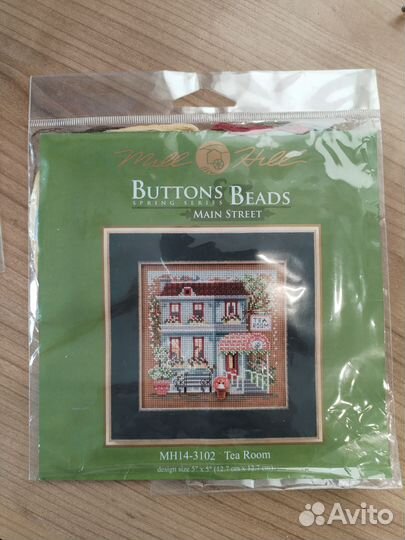 Mill Hill
BUTTONS BEADS
SPRING SERIES
MAIN STREET
TEA
ROOM
MH14-3102 Tea Room
design size 5" x 5" (12.7 cm x 12.7 cm)
Avito